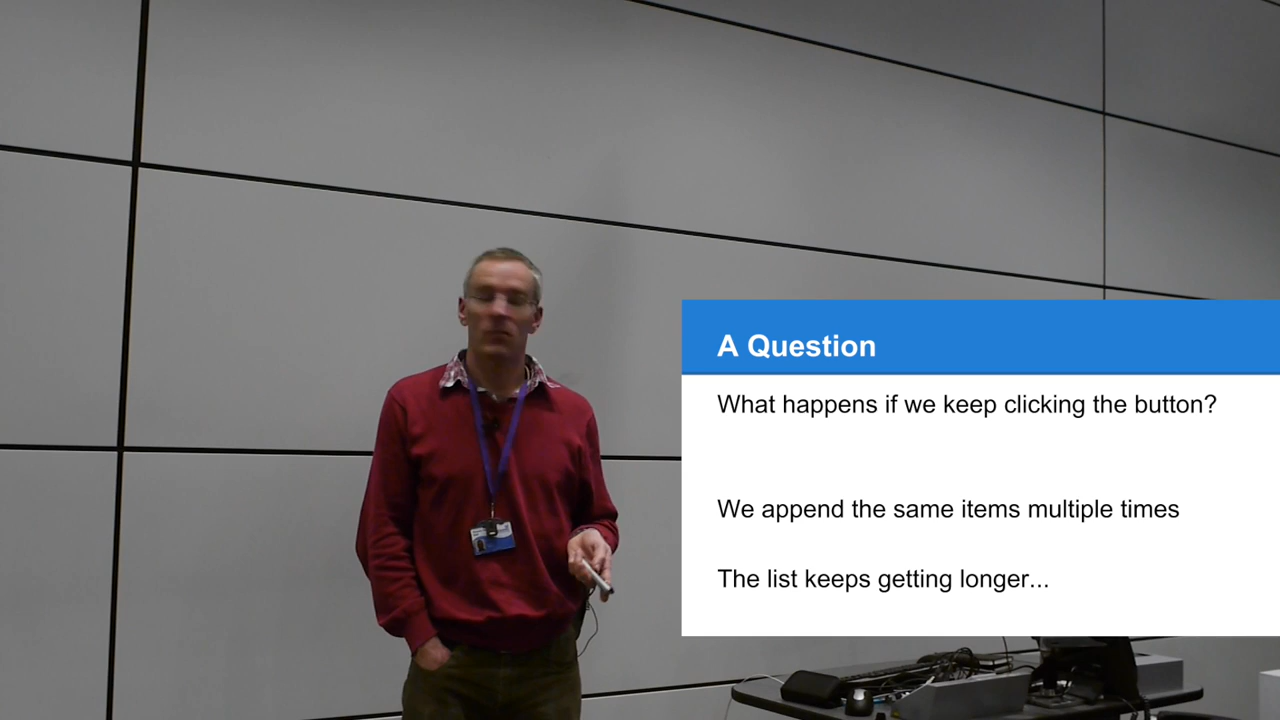 A Question
What happens if we keep clicking the button?
We append the same items multiple times
The list keeps getting longer...